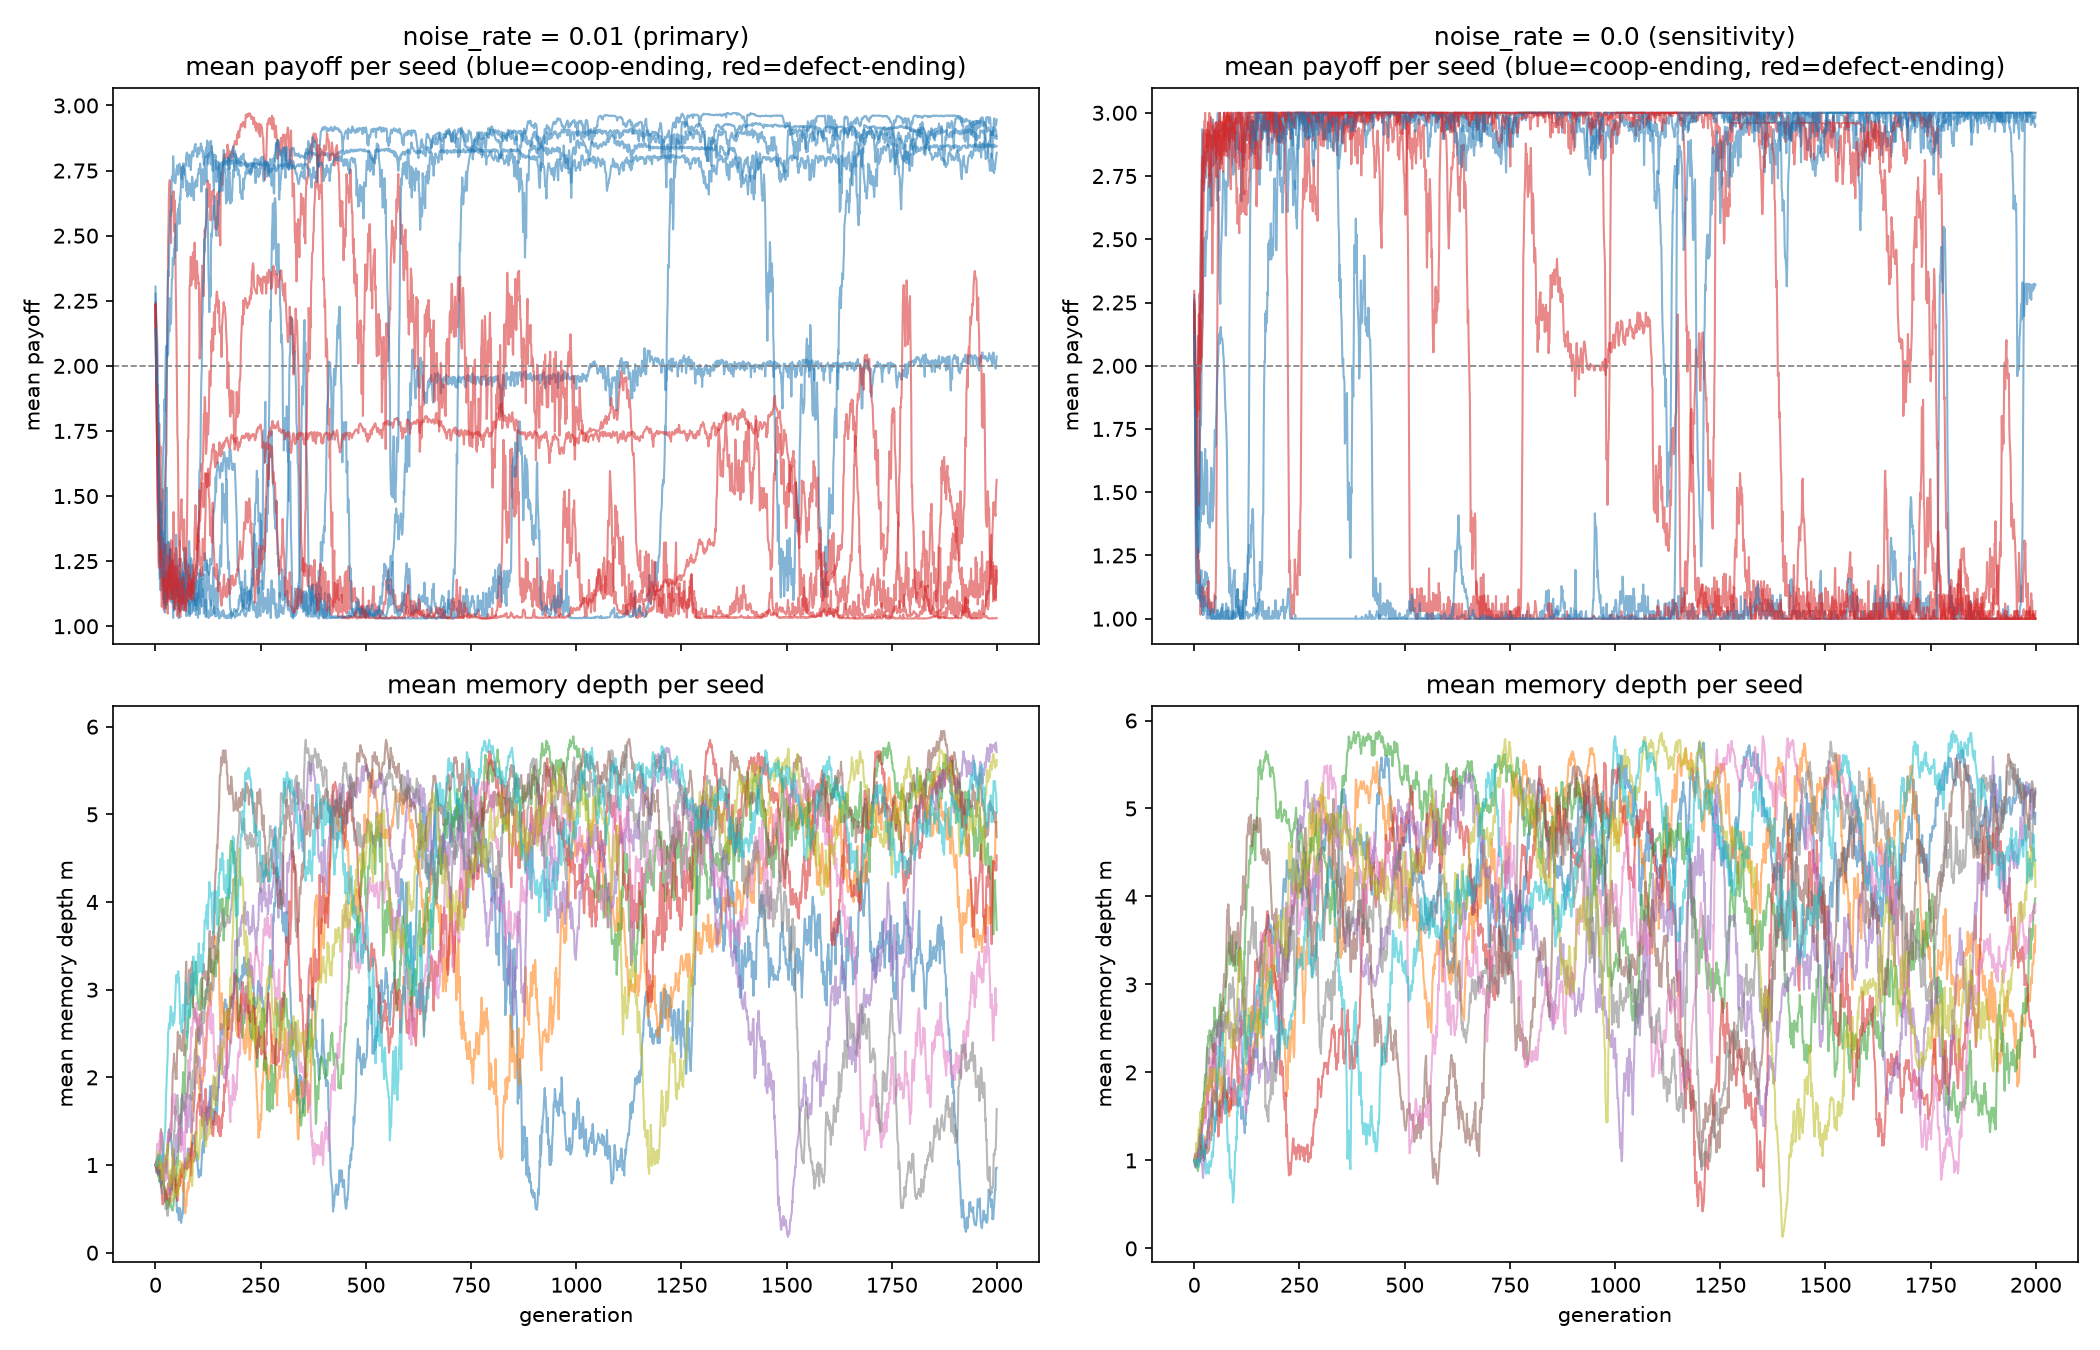 noise_rate = 0.01 (primary)
mean payoff per seed (blue=coop-ending, red=defect-ending)
3.00
2.75
2.50
2.25
2.00
1.75
1.50
1.25
1.00
mean payoff
noise_rate = 0.0 (sensitivity)
mean payoff per seed (blue=coop-ending, red=defect-ending)
3.00
2.75
2.50
2.25
2.00
1.75
1.50
1.25
1.00
mean payoff
mean memory depth per seed
6
5
4
3
2
1
0
mean memory depth m
0 250 500 750 1000 1250 1500 1750 2000
generation
mean memory depth per seed
6
5
4
3
2
1
0
mean memory depth m
0 250 500 750 1000 1250 1500 1750 2000
generation